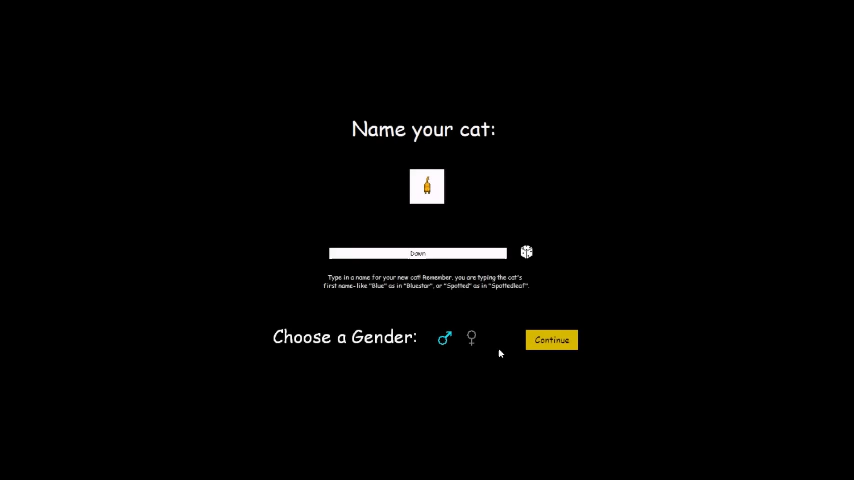 Name your cat:
Dawn
Type in a name for your new cat! Remember, you are typing the cat's
first name-like "Blue" as in "Bluestar", or "Spotted" as in "Spottedleaf".
Choose a Gender:
Continue